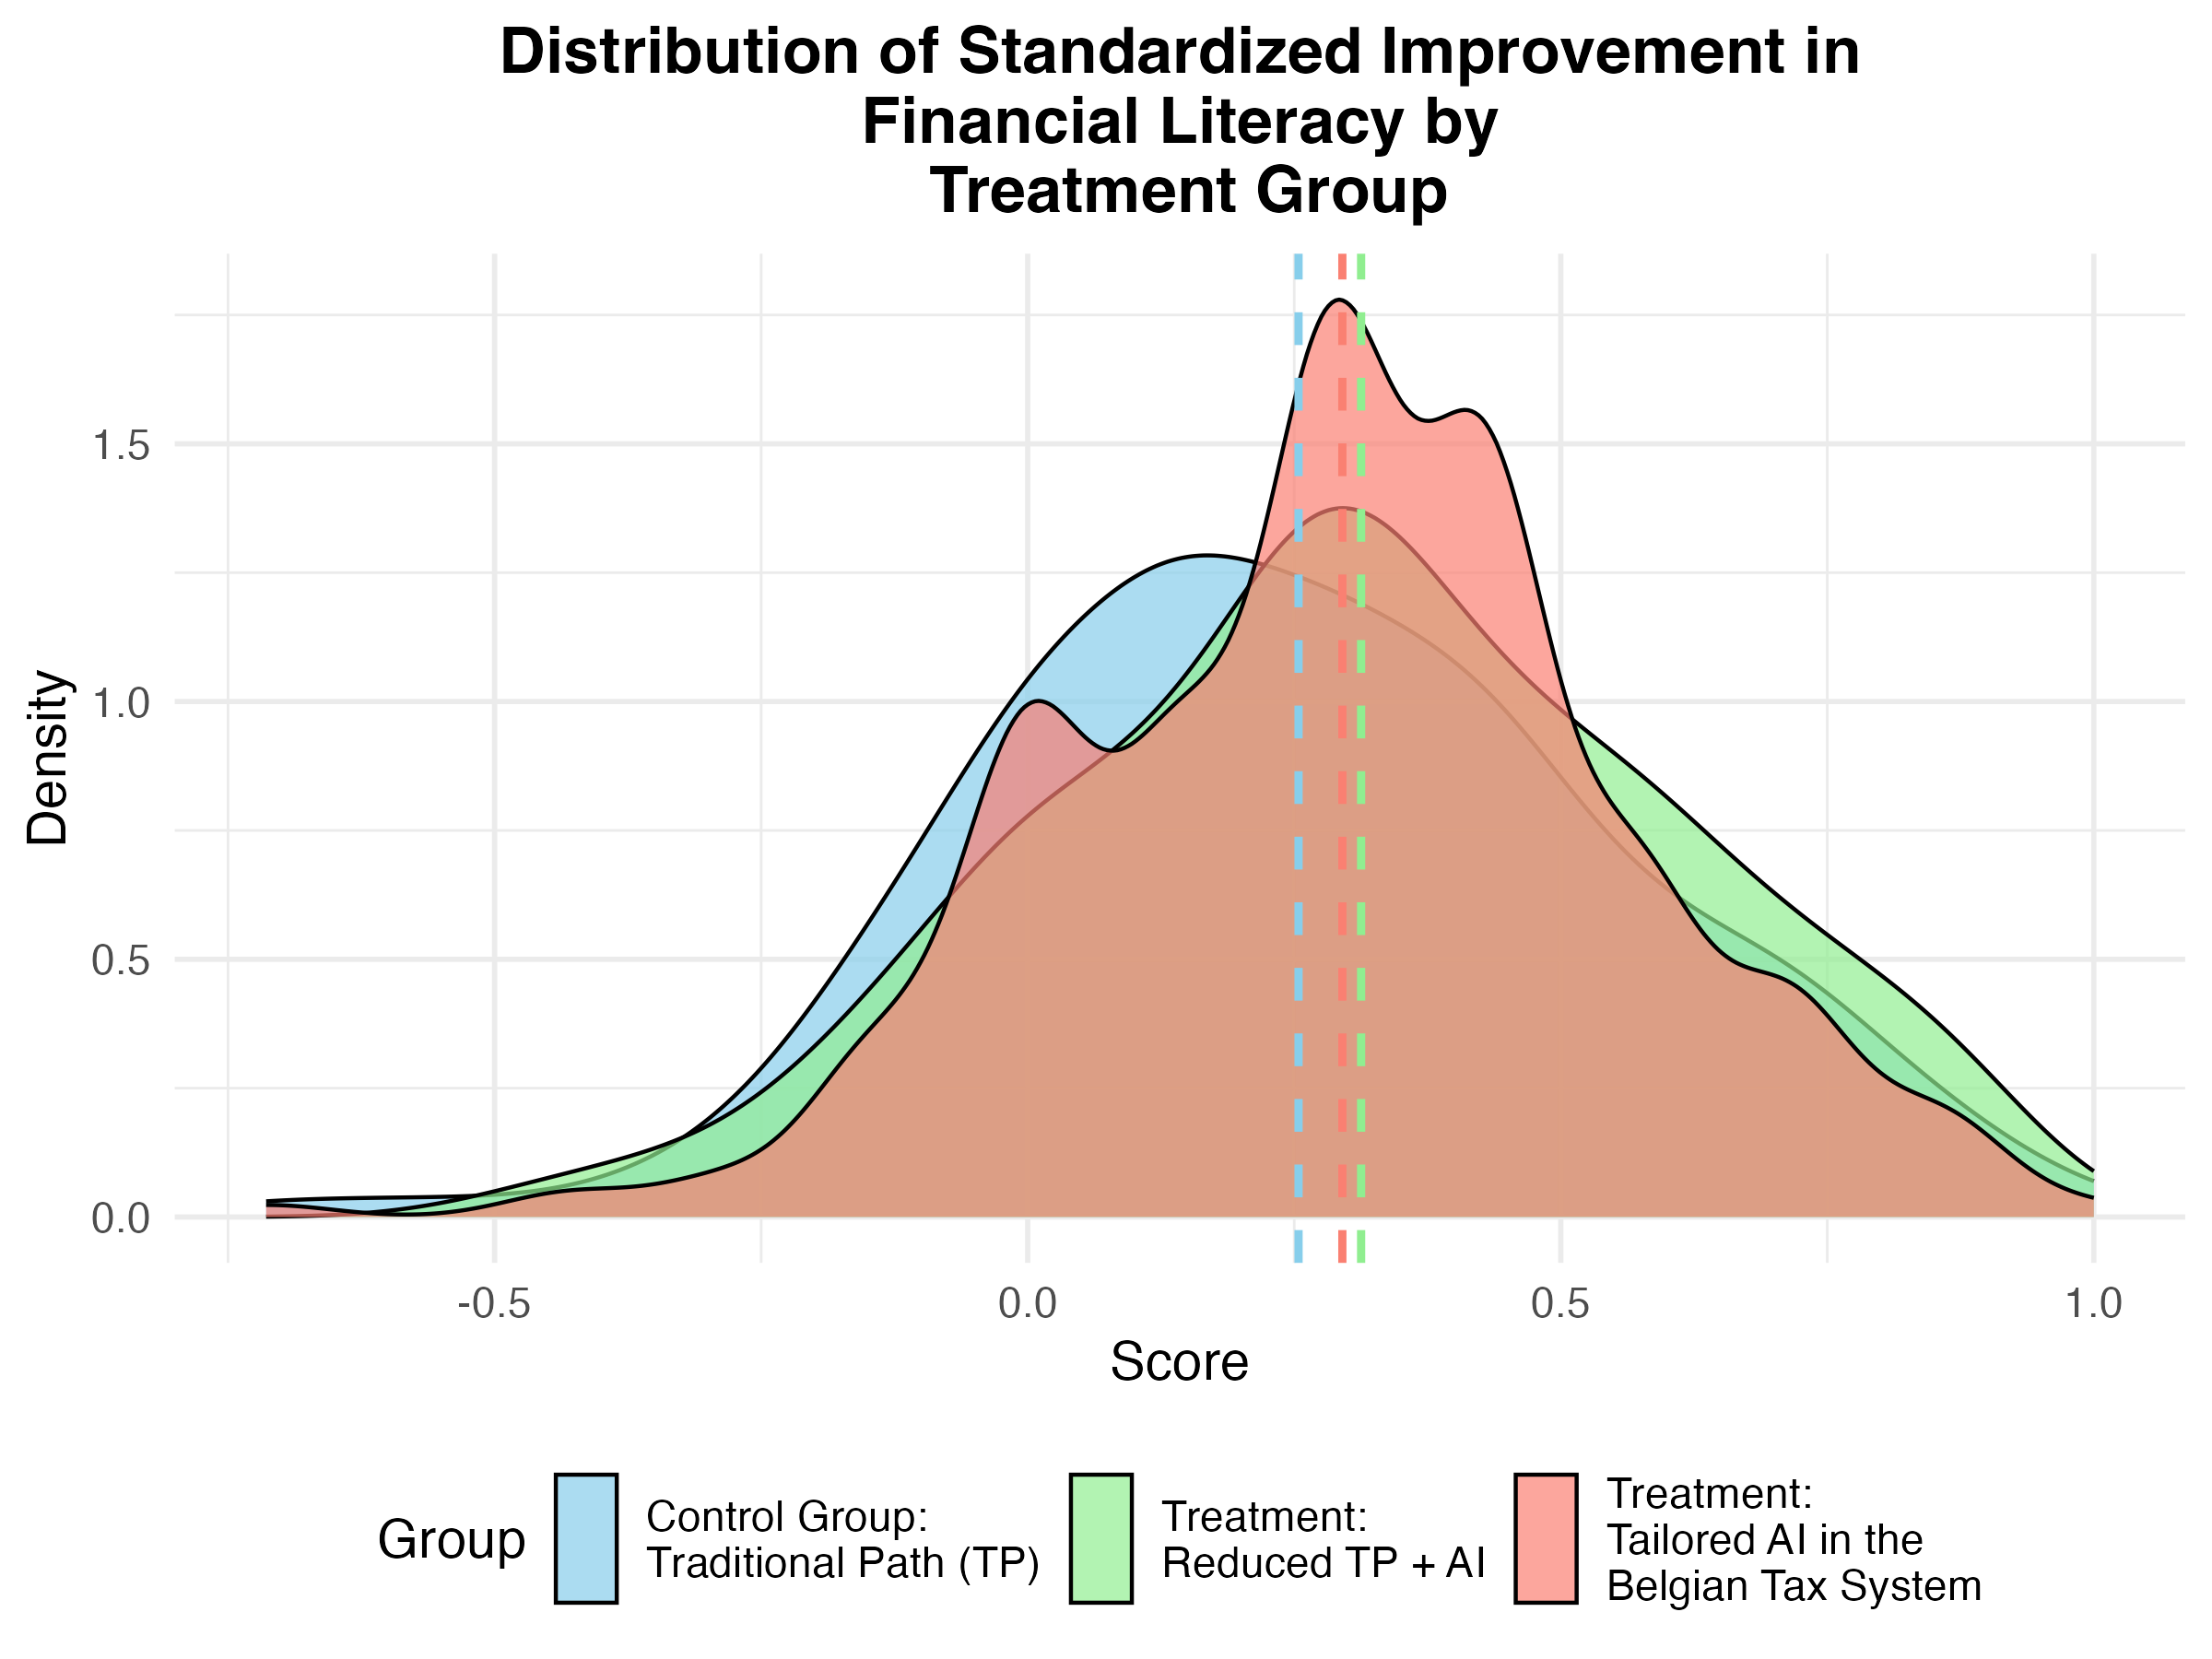 Distribution of Standardized Improvement in
Financial Literacy by
Treatment Group
Density
1.5
1.0
0.5
0.0
-0.5
0.0
0.5
1.0
Score
Group
Control Group:
Traditional Path (TP)
Treatment:
Reduced TP + AI
Treatment:
Tailored AI in the
Belgian Tax System